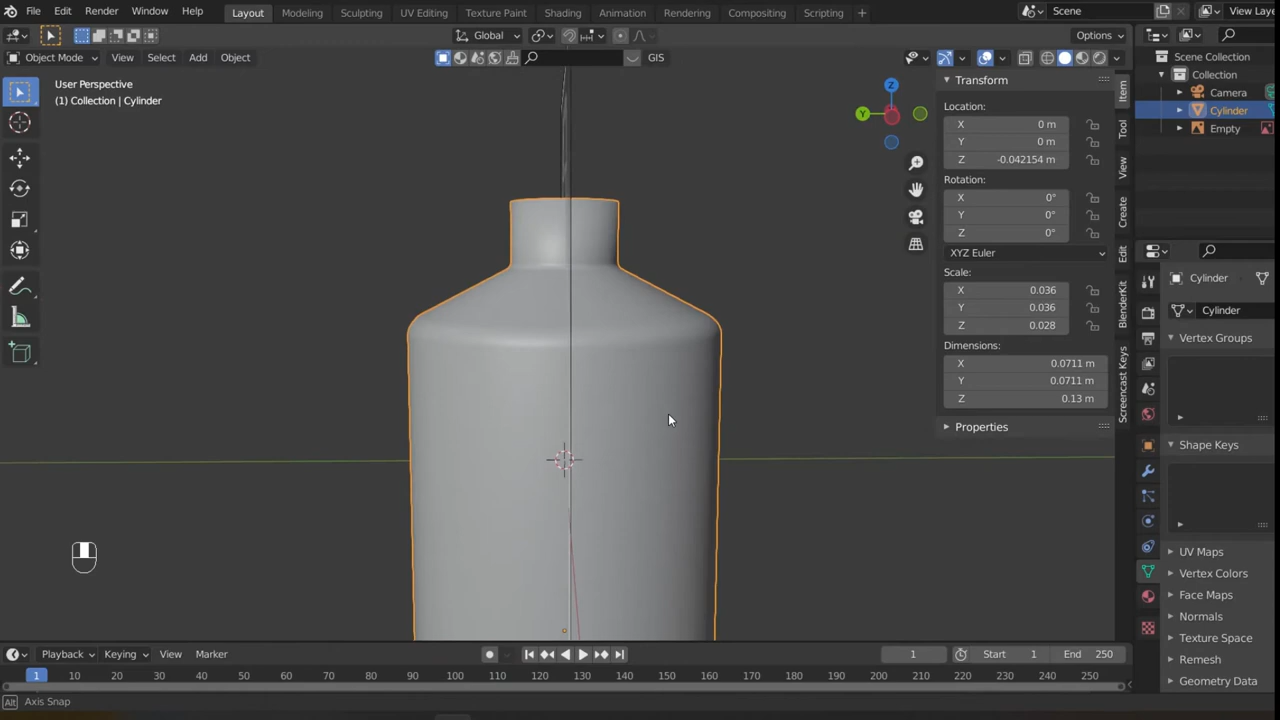 File Edit Render Window Help Layout Modeling Sculpting UV Editing Texture Paint Shading Animation Rendering Compositing Scripting + Scene View Laye
Global Options
Object Mode View Select Add Object GIS
User Perspective
(1) Collection | Cylinder
Transform
Location:
X 0 m
Y 0 m
Z -0.042154 m
Rotation:
X 0°
Y 0°
Z 0°
XYZ Euler
Scale:
X 0.036
Y 0.036
Z 0.028
Dimensions:
X 0.0711 m
Y 0.0711 m
Z 0.13 m
Properties
Z
Y
Item
Tool
View
Create
Edit
BlenderKit
Screencast Keys
Scene Collection
Collection
Camera
Cylinder
Empty
Cylinder
Cylinder
Vertex Groups
Shape Keys
UV Maps
Vertex Colors
Face Maps
Normals
Texture Space
Remesh
Geometry Data
Playback Keying View Marker 1 Start 1 End 250
1 10 20 30 40 50 60 70 80 90 100 110 120 130 140 150 160 170 180 190 200 210 220 230 240 250
Alt Axis Snap